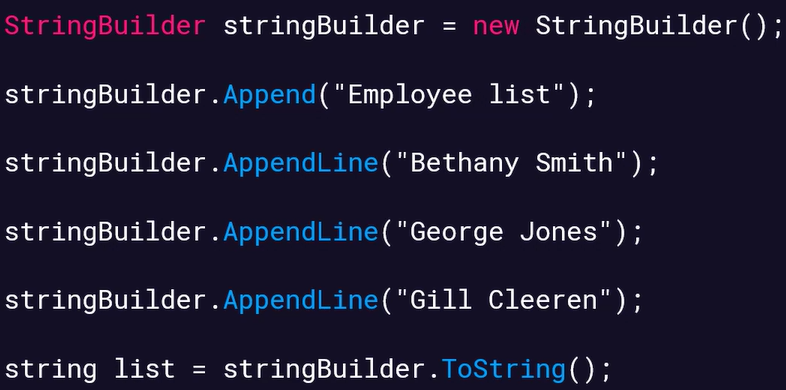 StringBuilder stringBuilder = new StringBuilder();
stringBuilder.Append("Employee list");
stringBuilder.AppendLine("Bethany Smith");
stringBuilder.AppendLine("George Jones");
stringBuilder.AppendLine("Gill Cleeren");
string list = stringBuilder.ToString();